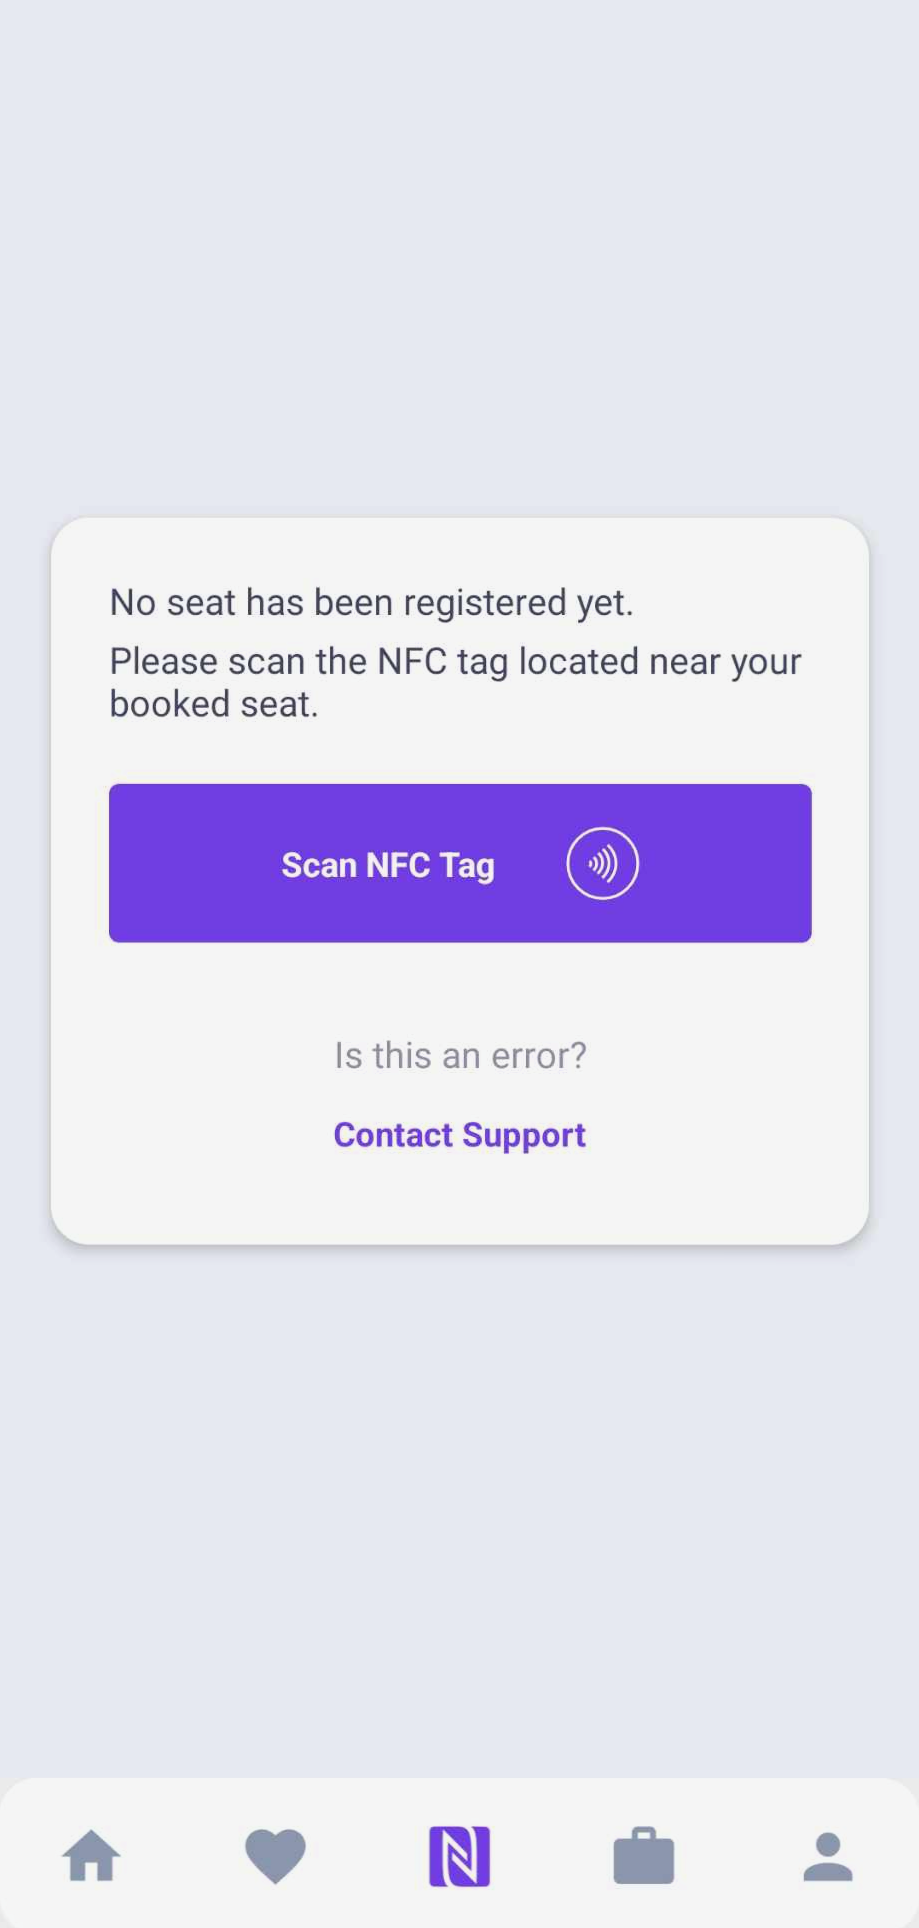 No seat has been registered yet.
Please scan the NFC tag located near your
booked seat.
Scan NFC Tag
Is this an error?
Contact Support